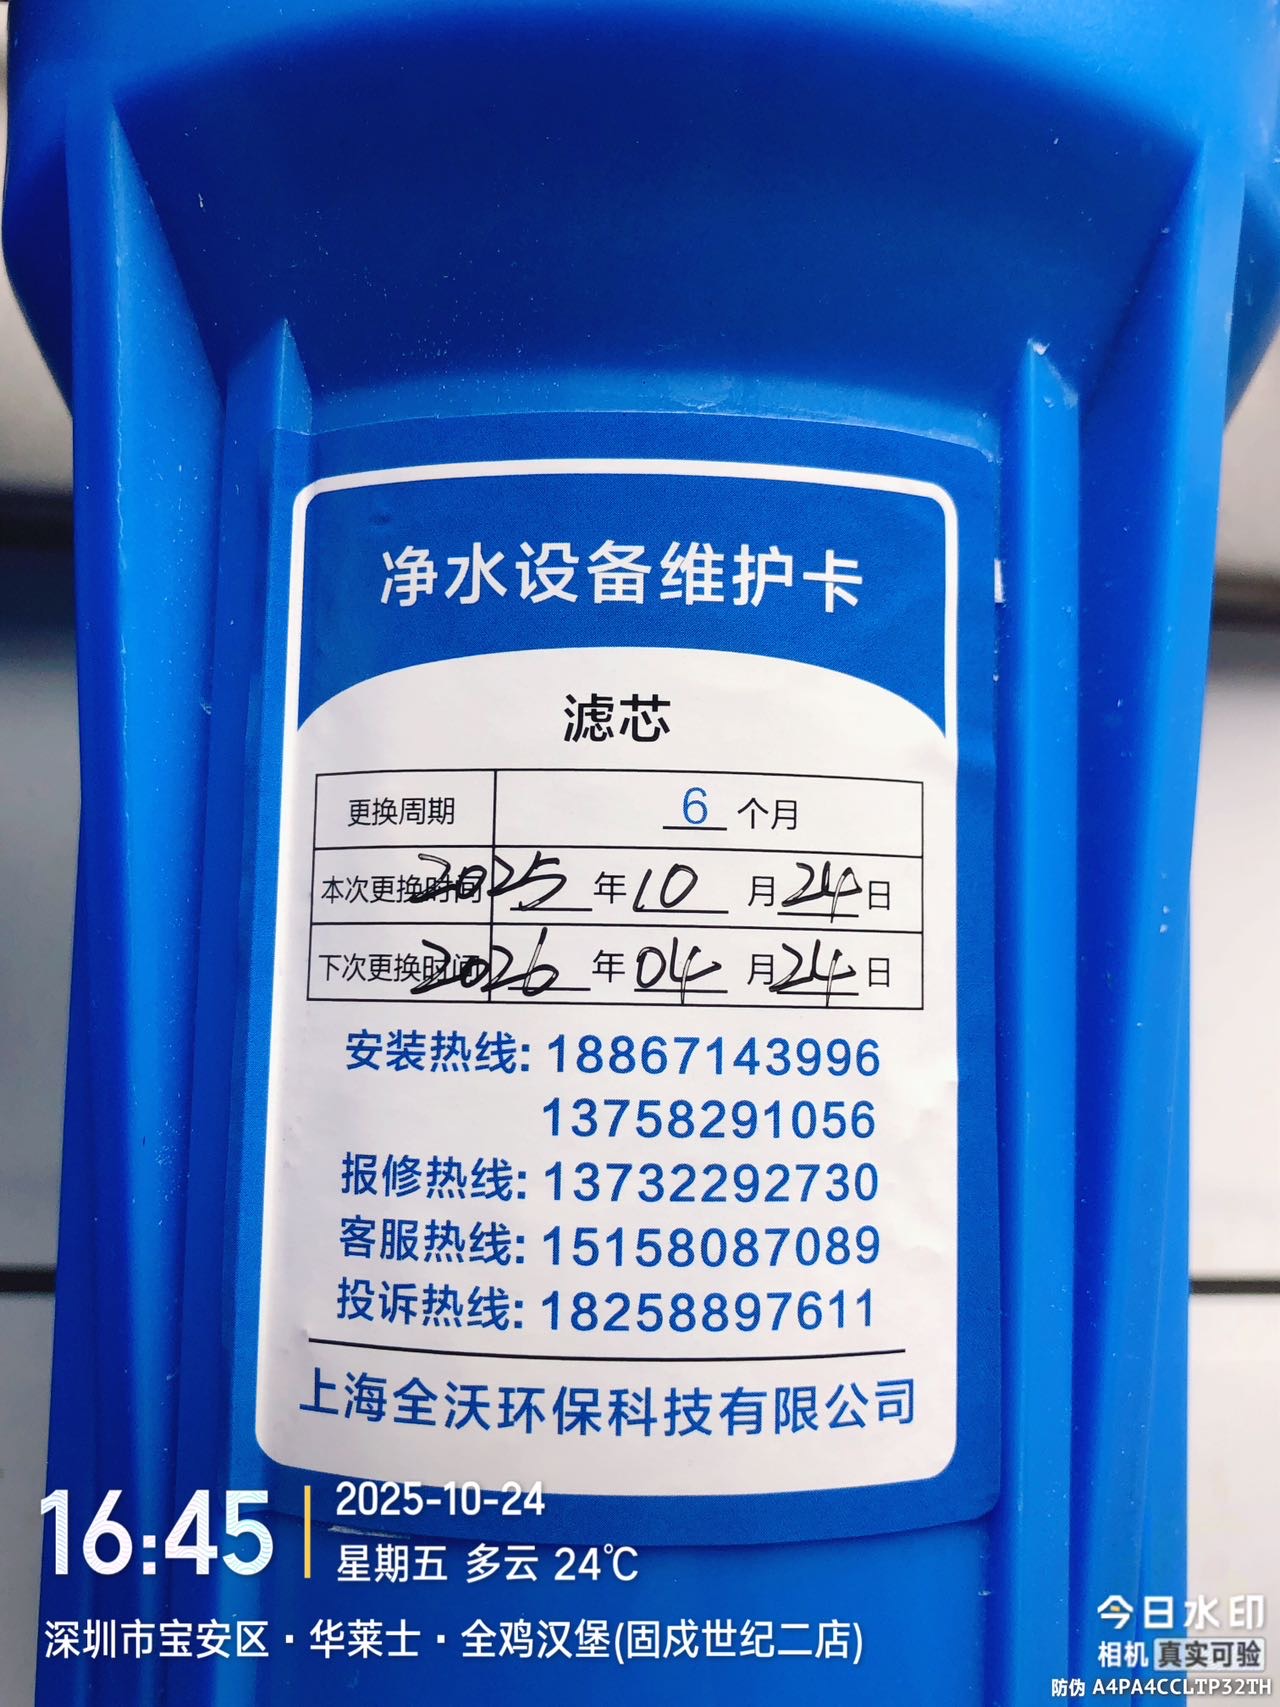 净水设备维护卡
滤芯
更换周期 6 个月
本次更换时间 2025 年 10 月 24 日
下次更换时间 2026 年 04 月 24 日
安装热线: 18867143996
13758291056
报修热线: 13732292730
客服热线: 15158087089
投诉热线: 18258897611
上海全沃环保科技有限公司
16:45
2025-10-24
星期五 多云 24℃
深圳市宝安区·华莱士·全鸡汉堡(固戍世纪二店)
今日水印
相机 真实可验
防伪 A4PA4CCLTP32TH